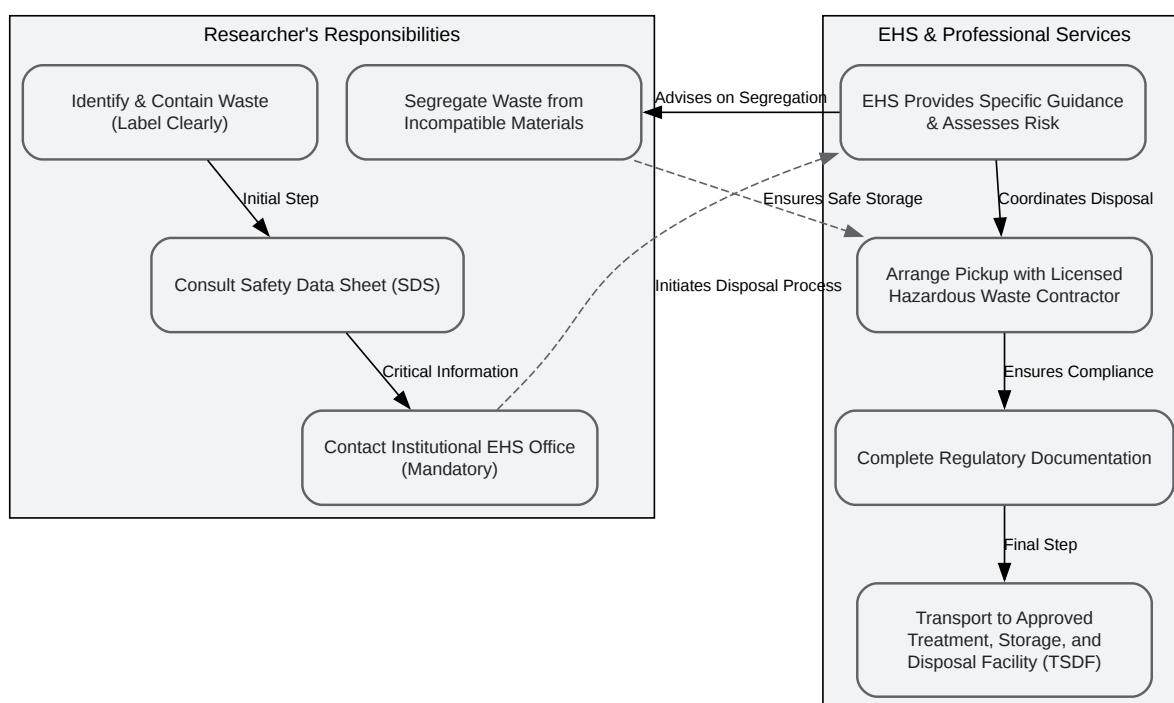 Researcher's Responsibilities
Identify & Contain Waste
(Label Clearly)
Segregate Waste from
Incompatible Materials
Initial Step
Consult Safety Data Sheet (SDS)
Critical Information
Contact Institutional EHS Office
(Mandatory)
Advises on Segregation
Ensures Safe Storage
Initiates Disposal Process
EHS & Professional Services
EHS Provides Specific Guidance
& Assesses Risk
Coordinates Disposal
Arrange Pickup with Licensed
Hazardous Waste Contractor
Ensures Compliance
Complete Regulatory Documentation
Final Step
Transport to Approved
Treatment, Storage, and
Disposal Facility (TSDF)